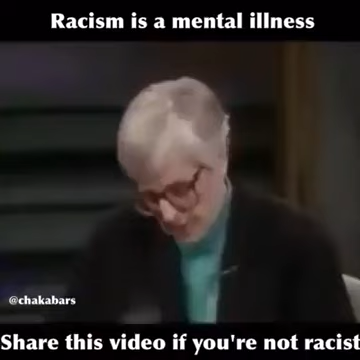 Racism is a mental illness
@chakabars
Share this video if you're not racist